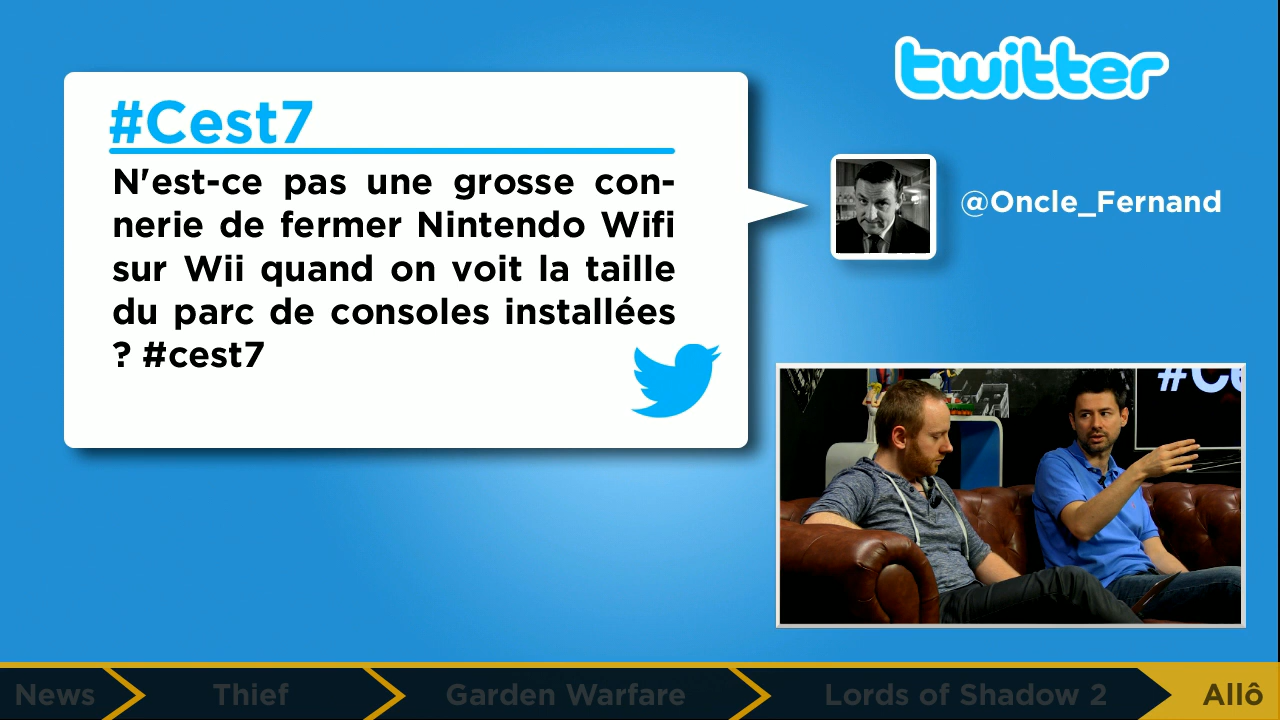 twitter
#Cest7
N'est-ce pas une grosse con-
nerie de fermer Nintendo Wifi
sur Wii quand on voit la taille
du parc de consoles installées
? #cest7
@Oncle_Fernand
#Ce
News Thief Garden Warfare Lords of Shadow 2 Allô